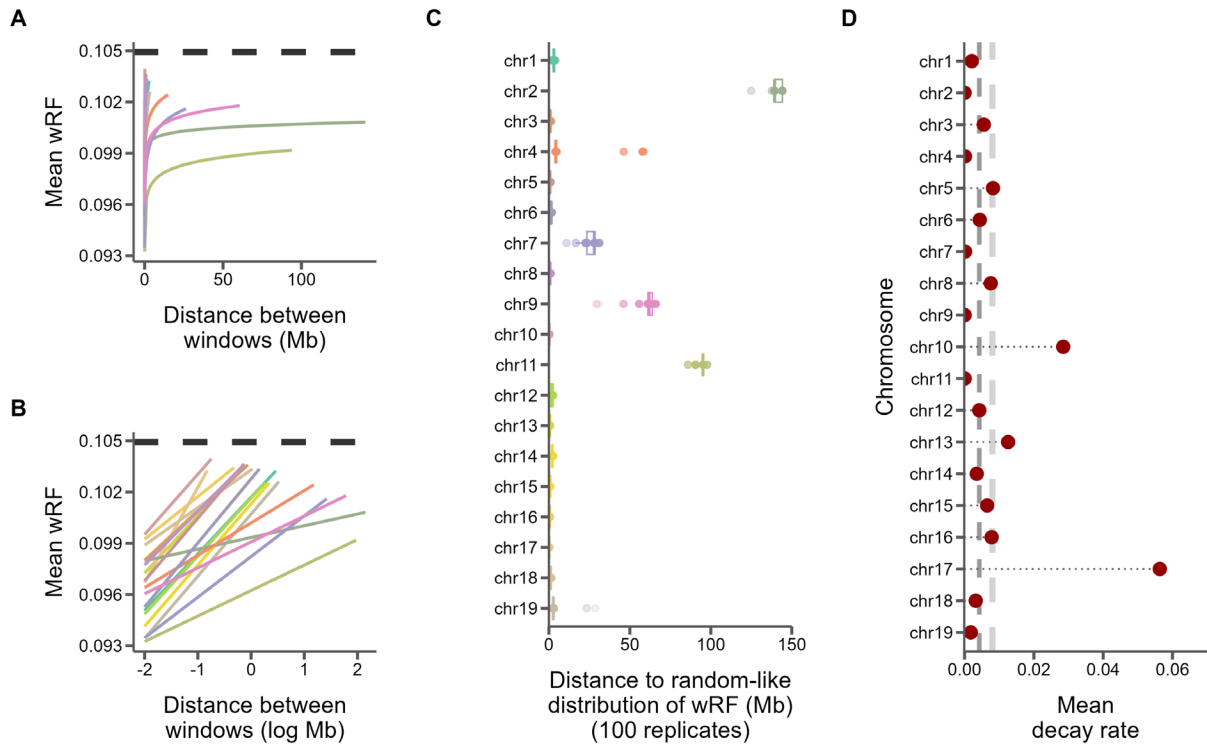 A
0.105
0.102
0.099
0.096
0.093
Mean wRF
0
50
100
Distance between
windows (Mb)
B
0.105
0.102
0.099
0.096
0.093
Mean wRF
-2
-1
0
1
2
Distance between
windows (log Mb)
C
chr1
chr2
chr3
chr4
chr5
chr6
chr7
chr8
chr9
chr10
chr11
chr12
chr13
chr14
chr15
chr16
chr17
chr18
chr19
0
50
100
150
Distance to random-like
distribution of wRF (Mb)
(100 replicates)
D
Chromosome
chr1
chr2
chr3
chr4
chr5
chr6
chr7
chr8
chr9
chr10
chr11
chr12
chr13
chr14
chr15
chr16
chr17
chr18
chr19
0.00
0.02
0.04
0.06
Mean
decay rate